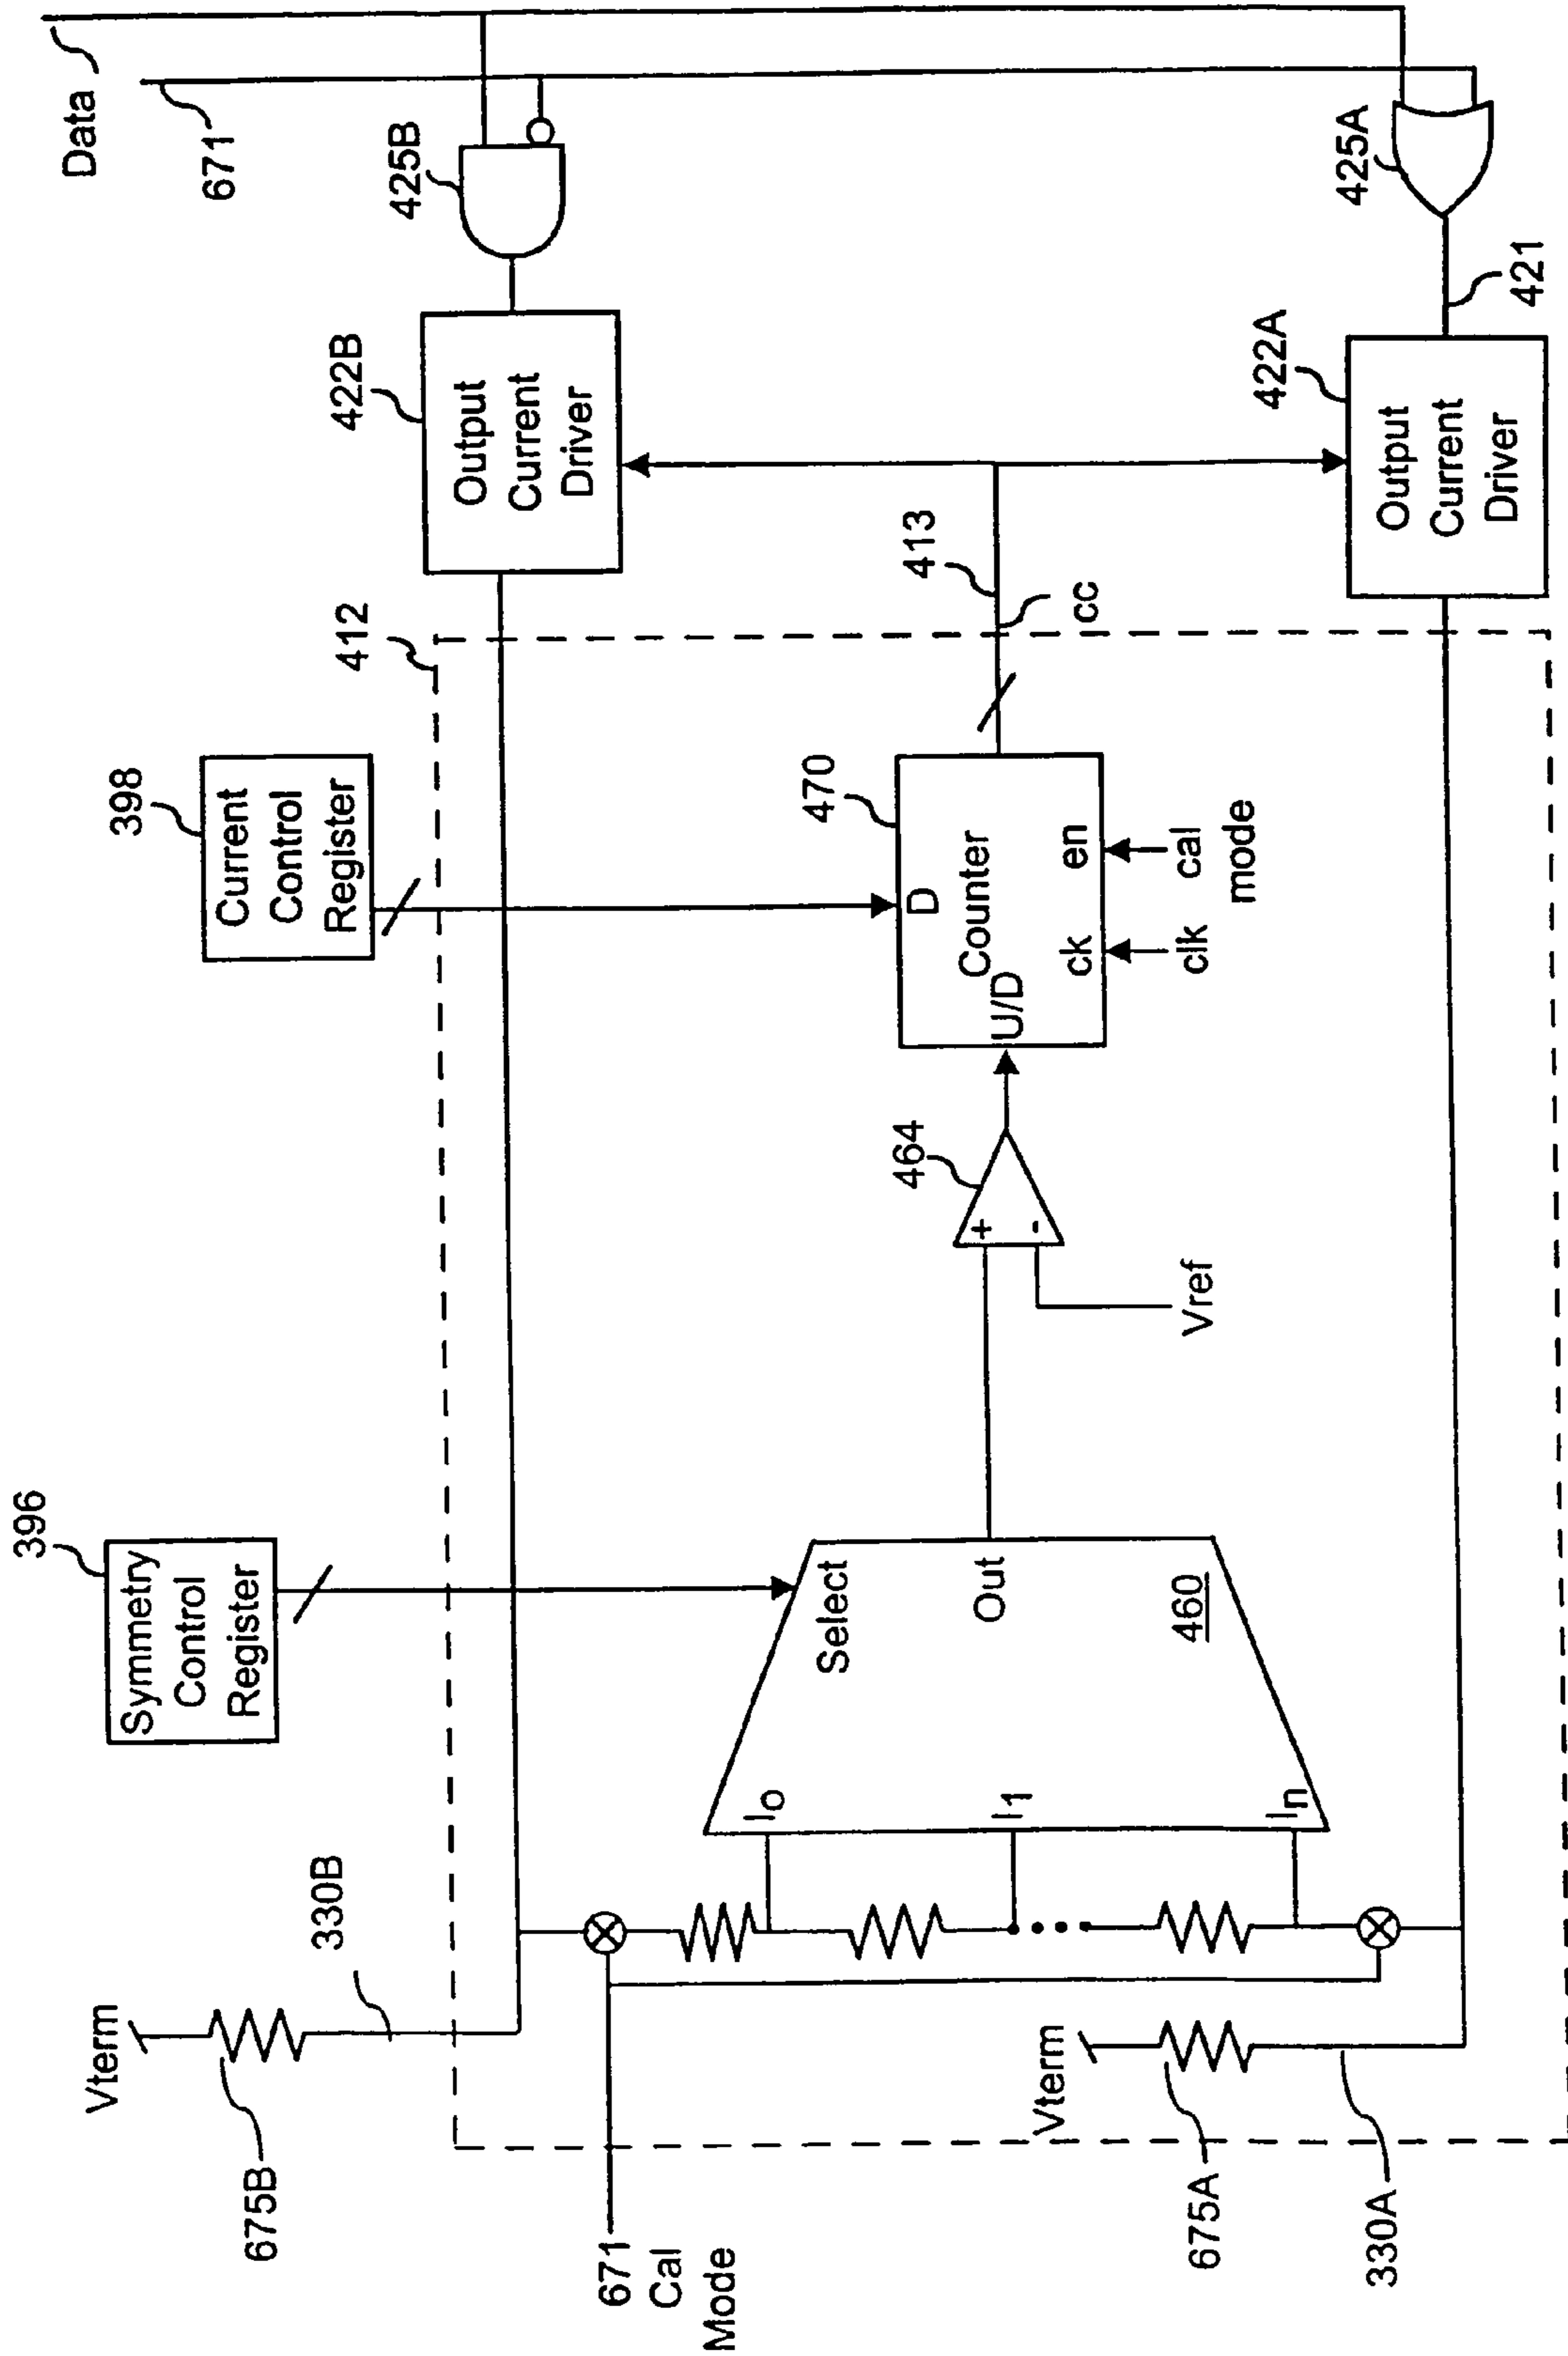 Data
671
425B
425A
421
422B
Output
Current
Driver
422A
Output
Current
Driver
413
cc
412
398
Current
Control
Register
470
D
Counter
U/D
ck
en
clk
cal
mode
464
+
-
Vref
396
Symmetry
Control
Register
Select
Out
460
I0
I1
In
330B
Vterm
675B
Vterm
675A
330A
671
Cal
Mode